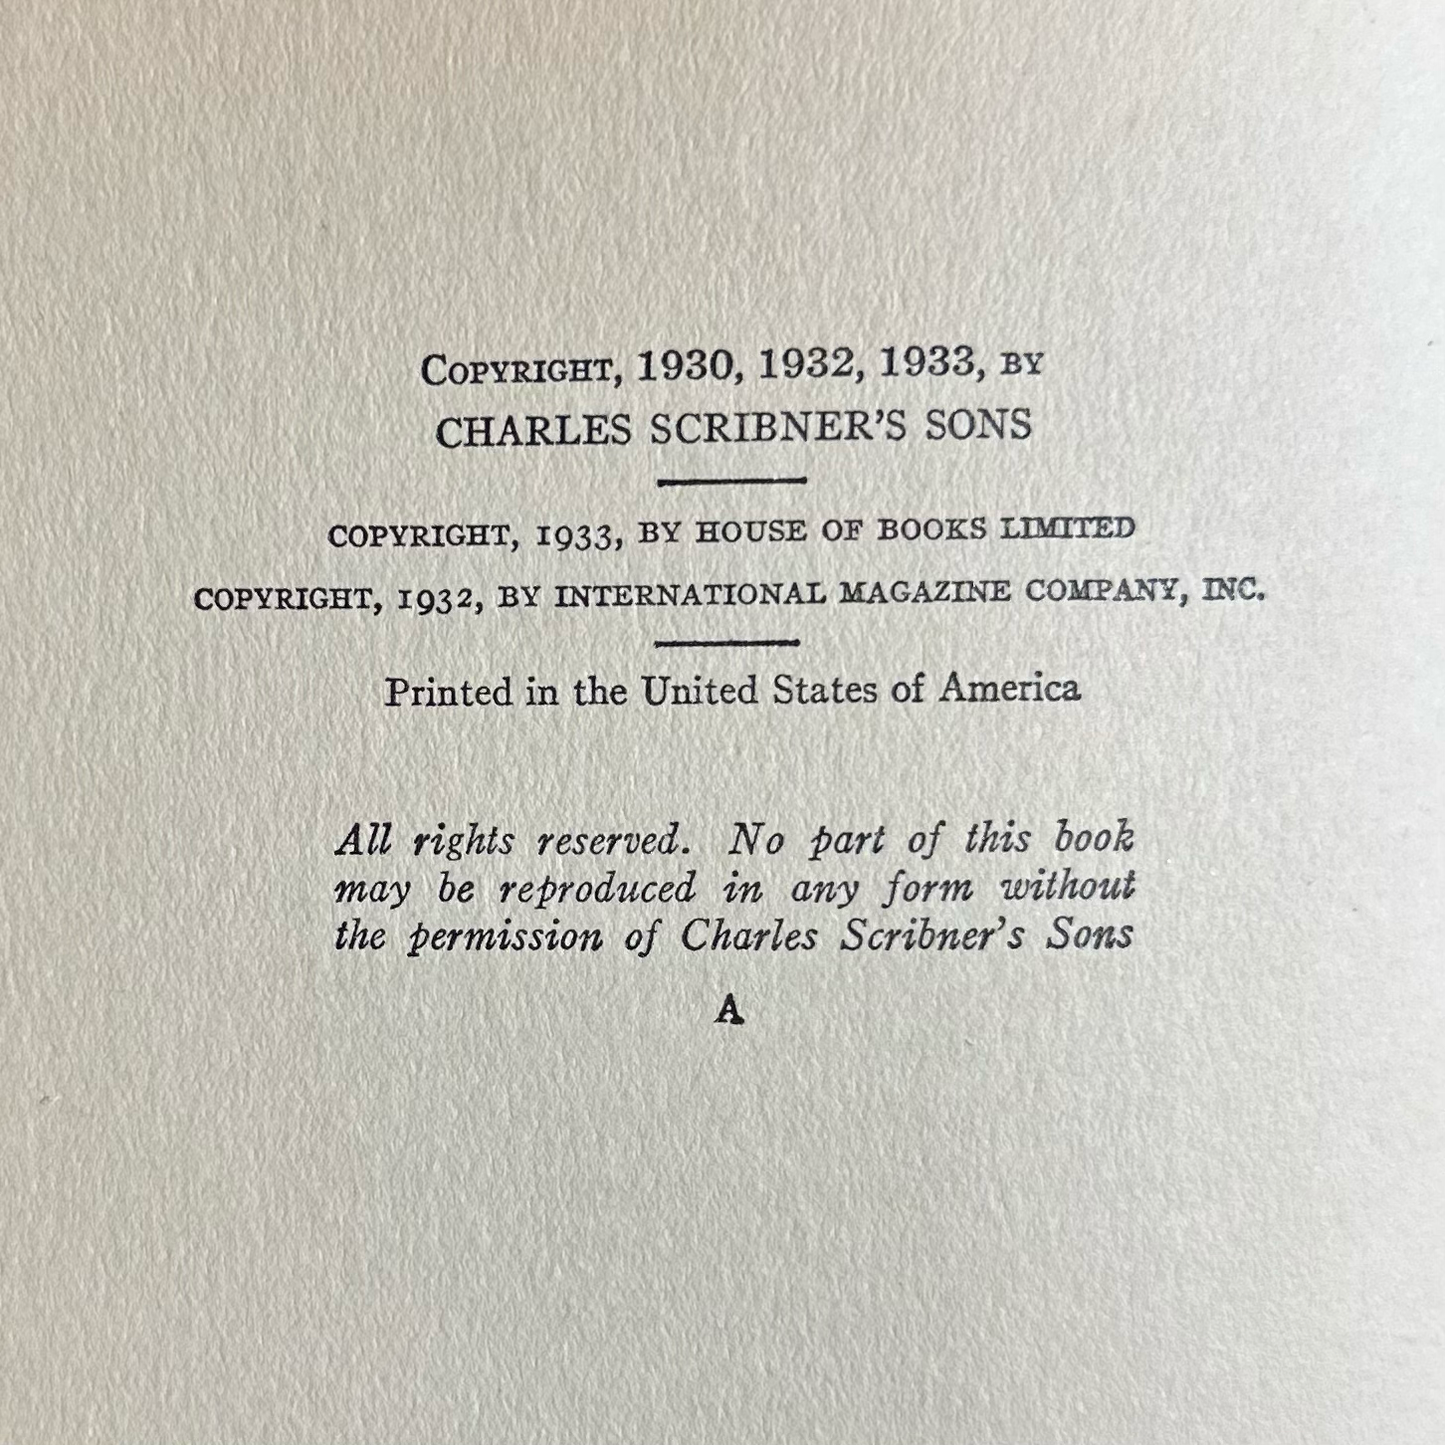 Copyright, 1930, 1932, 1933, by
CHARLES SCRIBNER'S SONS
COPYRIGHT, 1933, BY HOUSE OF BOOKS LIMITED
COPYRIGHT, 1932, BY INTERNATIONAL MAGAZINE COMPANY, INC.
Printed in the United States of America
All rights reserved. No part of this book
may be reproduced in any form without
the permission of Charles Scribner's Sons
A